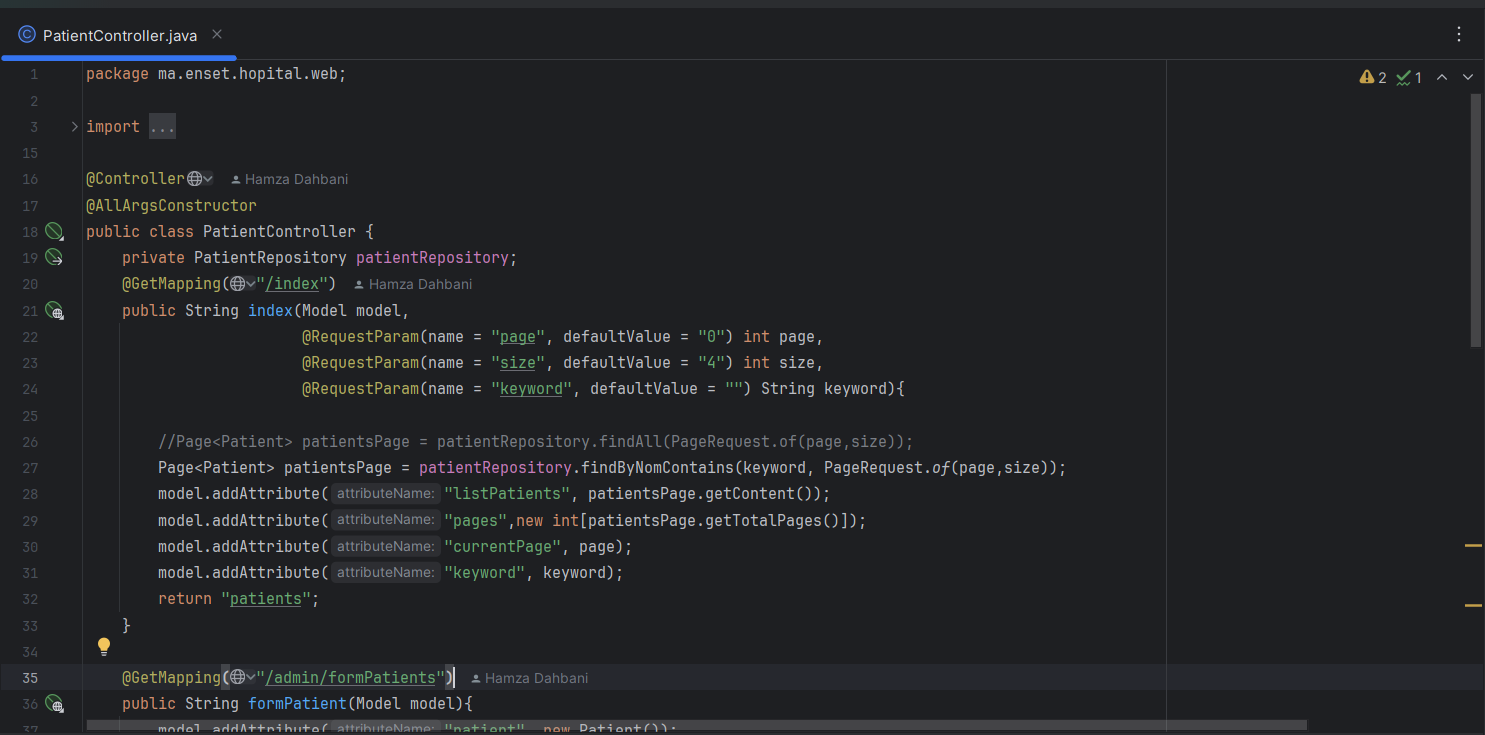 PatientController.java
2 1
1 package ma.enset.hopital.web;
2
3 import ...
15
16 @Controller Hamza Dahbani
17 @AllArgsConstructor
18 public class PatientController {
19 private PatientRepository patientRepository;
20 @GetMapping("/index") Hamza Dahbani
21 public String index(Model model,
22 @RequestParam(name = "page", defaultValue = "0") int page,
23 @RequestParam(name = "size", defaultValue = "4") int size,
24 @RequestParam(name = "keyword", defaultValue = "") String keyword){
25
26 //Page<Patient> patientsPage = patientRepository.findAll(PageRequest.of(page,size));
27 Page<Patient> patientsPage = patientRepository.findByNomContains(keyword, PageRequest.of(page,size));
28 model.addAttribute( attributeName: "listPatients", patientsPage.getContent());
29 model.addAttribute( attributeName: "pages",new int[patientsPage.getTotalPages()]);
30 model.addAttribute( attributeName: "currentPage", page);
31 model.addAttribute( attributeName: "keyword", keyword);
32 return "patients";
33 }
34
35 @GetMapping("/admin/formPatients") Hamza Dahbani
36 public String formPatient(Model model){
37 model.addAttribute( attributeName: "patient", new Patient());